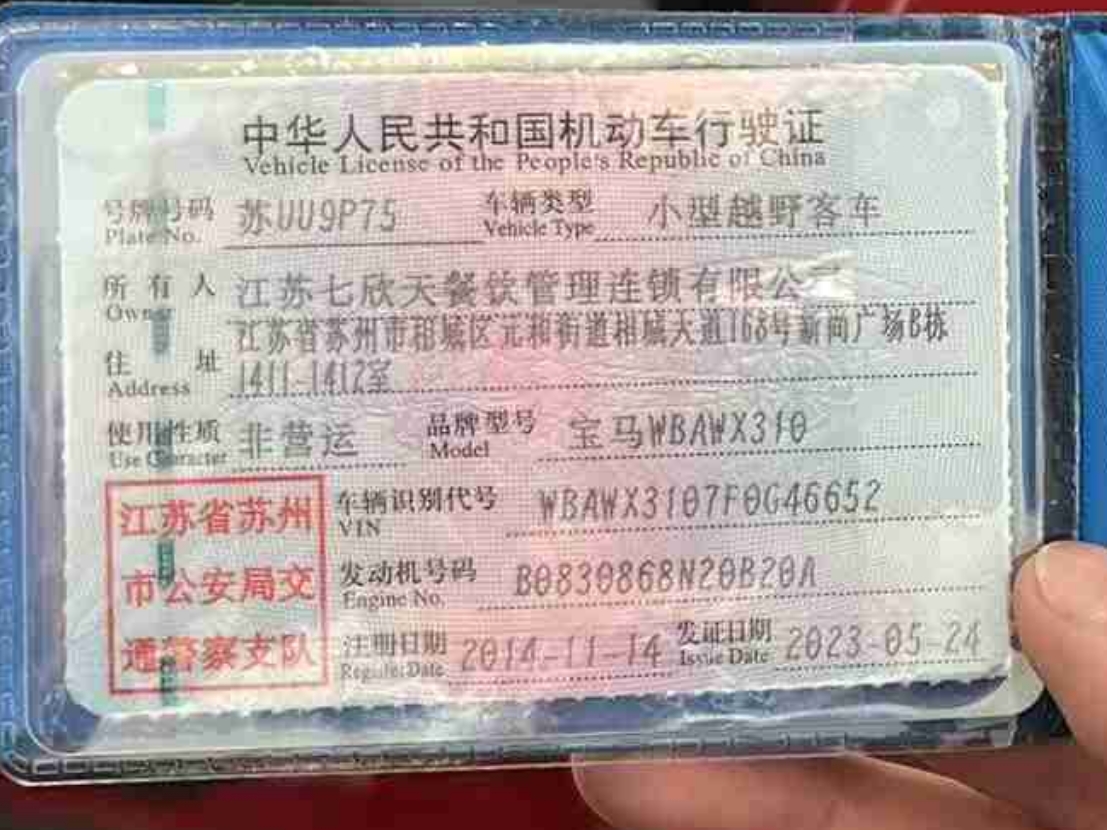 中华人民共和国机动车行驶证
Vehicle License of the People's Republic of China
号牌号码 苏UU9P75 车辆类型 小型越野客车
Plate No. Vehicle Type
所有人 江苏七欣天餐饮管理连锁有限公司
Owner
住址 江苏省苏州市相城区元和街道相城大道168号新尚广场B栋
Address 1411-1412室
使用性质 非营运 品牌型号 宝马WBAWX310
Use Character Model
江苏省苏州
市公安局交
通警察支队
车辆识别代号 WBAWX3107F0G46652
VIN
发动机号码 B0830868N20B20A
Engine No.
注册日期 2014-11-14 发证日期 2023-05-24
Register Date Issue Date